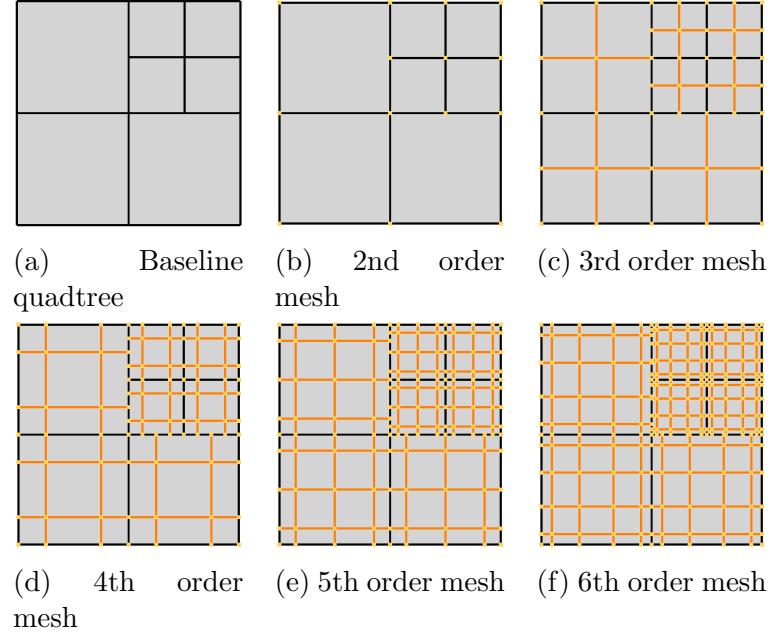 (a) Baseline
quadtree
(b) 2nd order
mesh
(c) 3rd order mesh
(d) 4th order
mesh
(e) 5th order mesh
(f) 6th order mesh